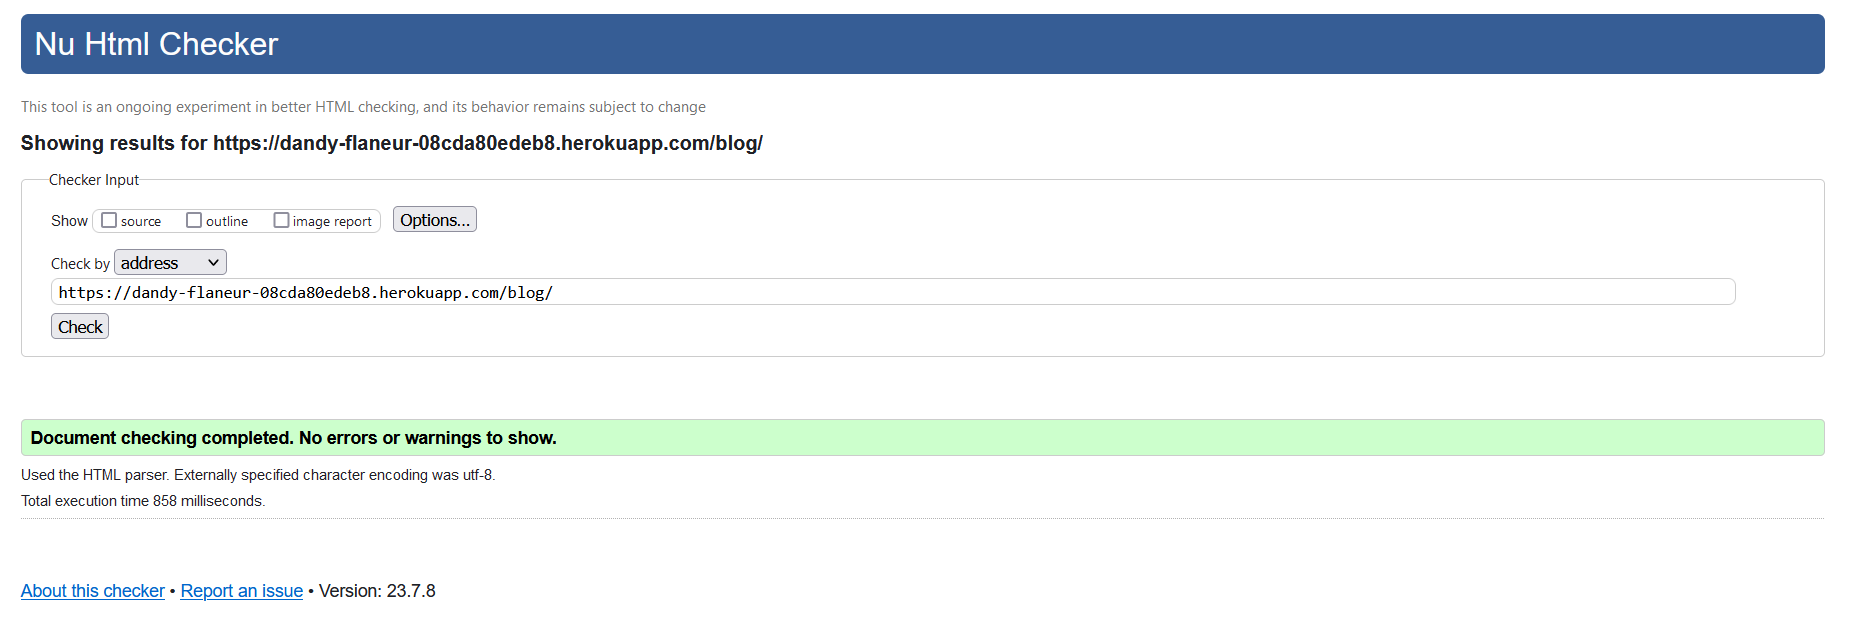 Nu Html Checker
This tool is an ongoing experiment in better HTML checking, and its behavior remains subject to change
Showing results for https://dandy-flaneur-08cda80edeb8.herokuapp.com/blog/
Checker Input
Show source outline image report Options...
Check by address
https://dandy-flaneur-08cda80edeb8.herokuapp.com/blog/
Check
Document checking completed. No errors or warnings to show.
Used the HTML parser. Externally specified character encoding was utf-8.
Total execution time 858 milliseconds.
About this checker • Report an issue • Version: 23.7.8